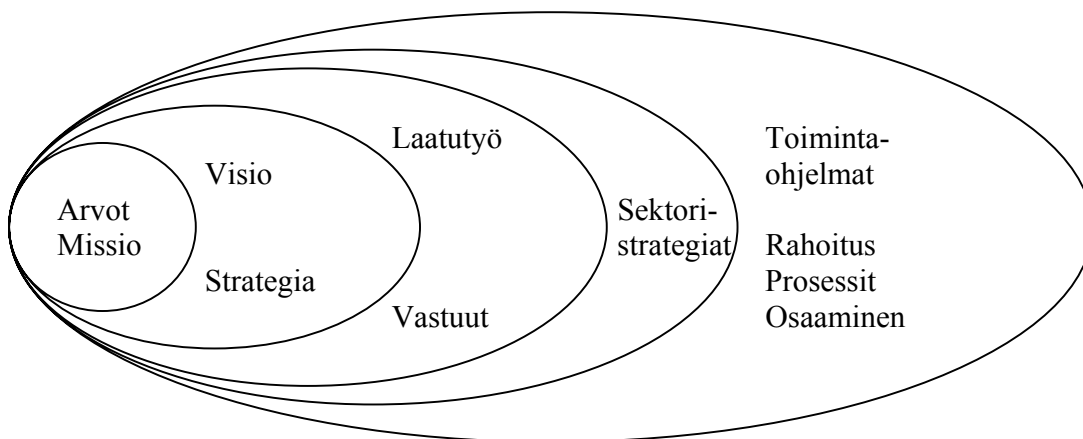 Arvot
Missio
Visio
Strategia
Laatutyö
Vastuut
Sektori-
strategiat
Toiminta-
ohjelmat
Rahoitus
Prosessit
Osaaminen